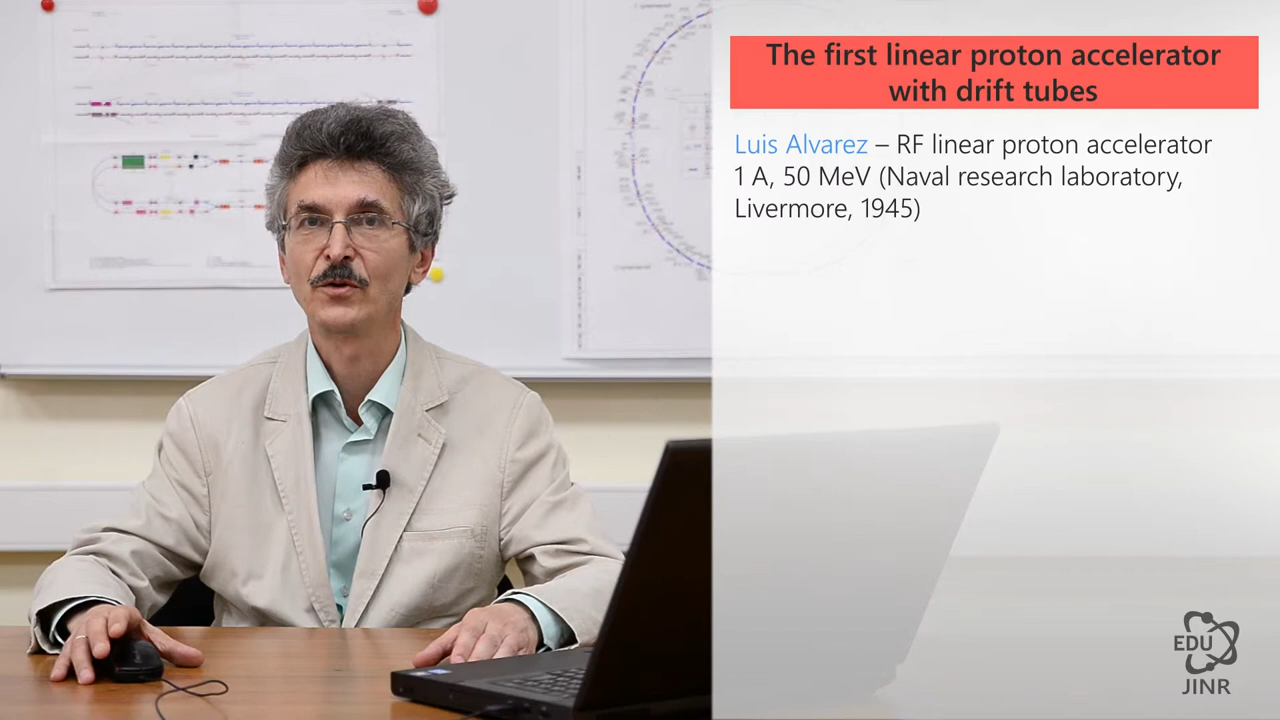 The first linear proton accelerator
with drift tubes
Luis Alvarez – RF linear proton accelerator
1 A, 50 MeV (Naval research laboratory,
Livermore, 1945)
EDU
JINR